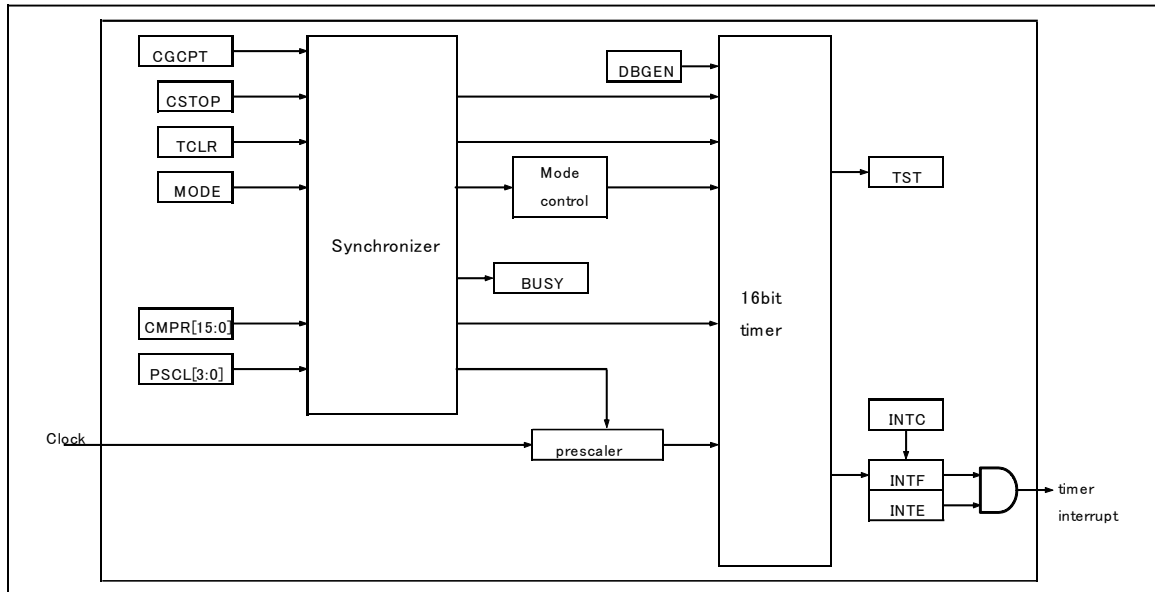 CGCPT
CSTOP
TCLR
MODE
CMPR[15:0]
PSCL[3:0]
Clock
Synchronizer
DBGEN
Mode
control
BUSY
prescaler
16bit
timer
TST
INTC
INTF
INTE
timer
interrupt